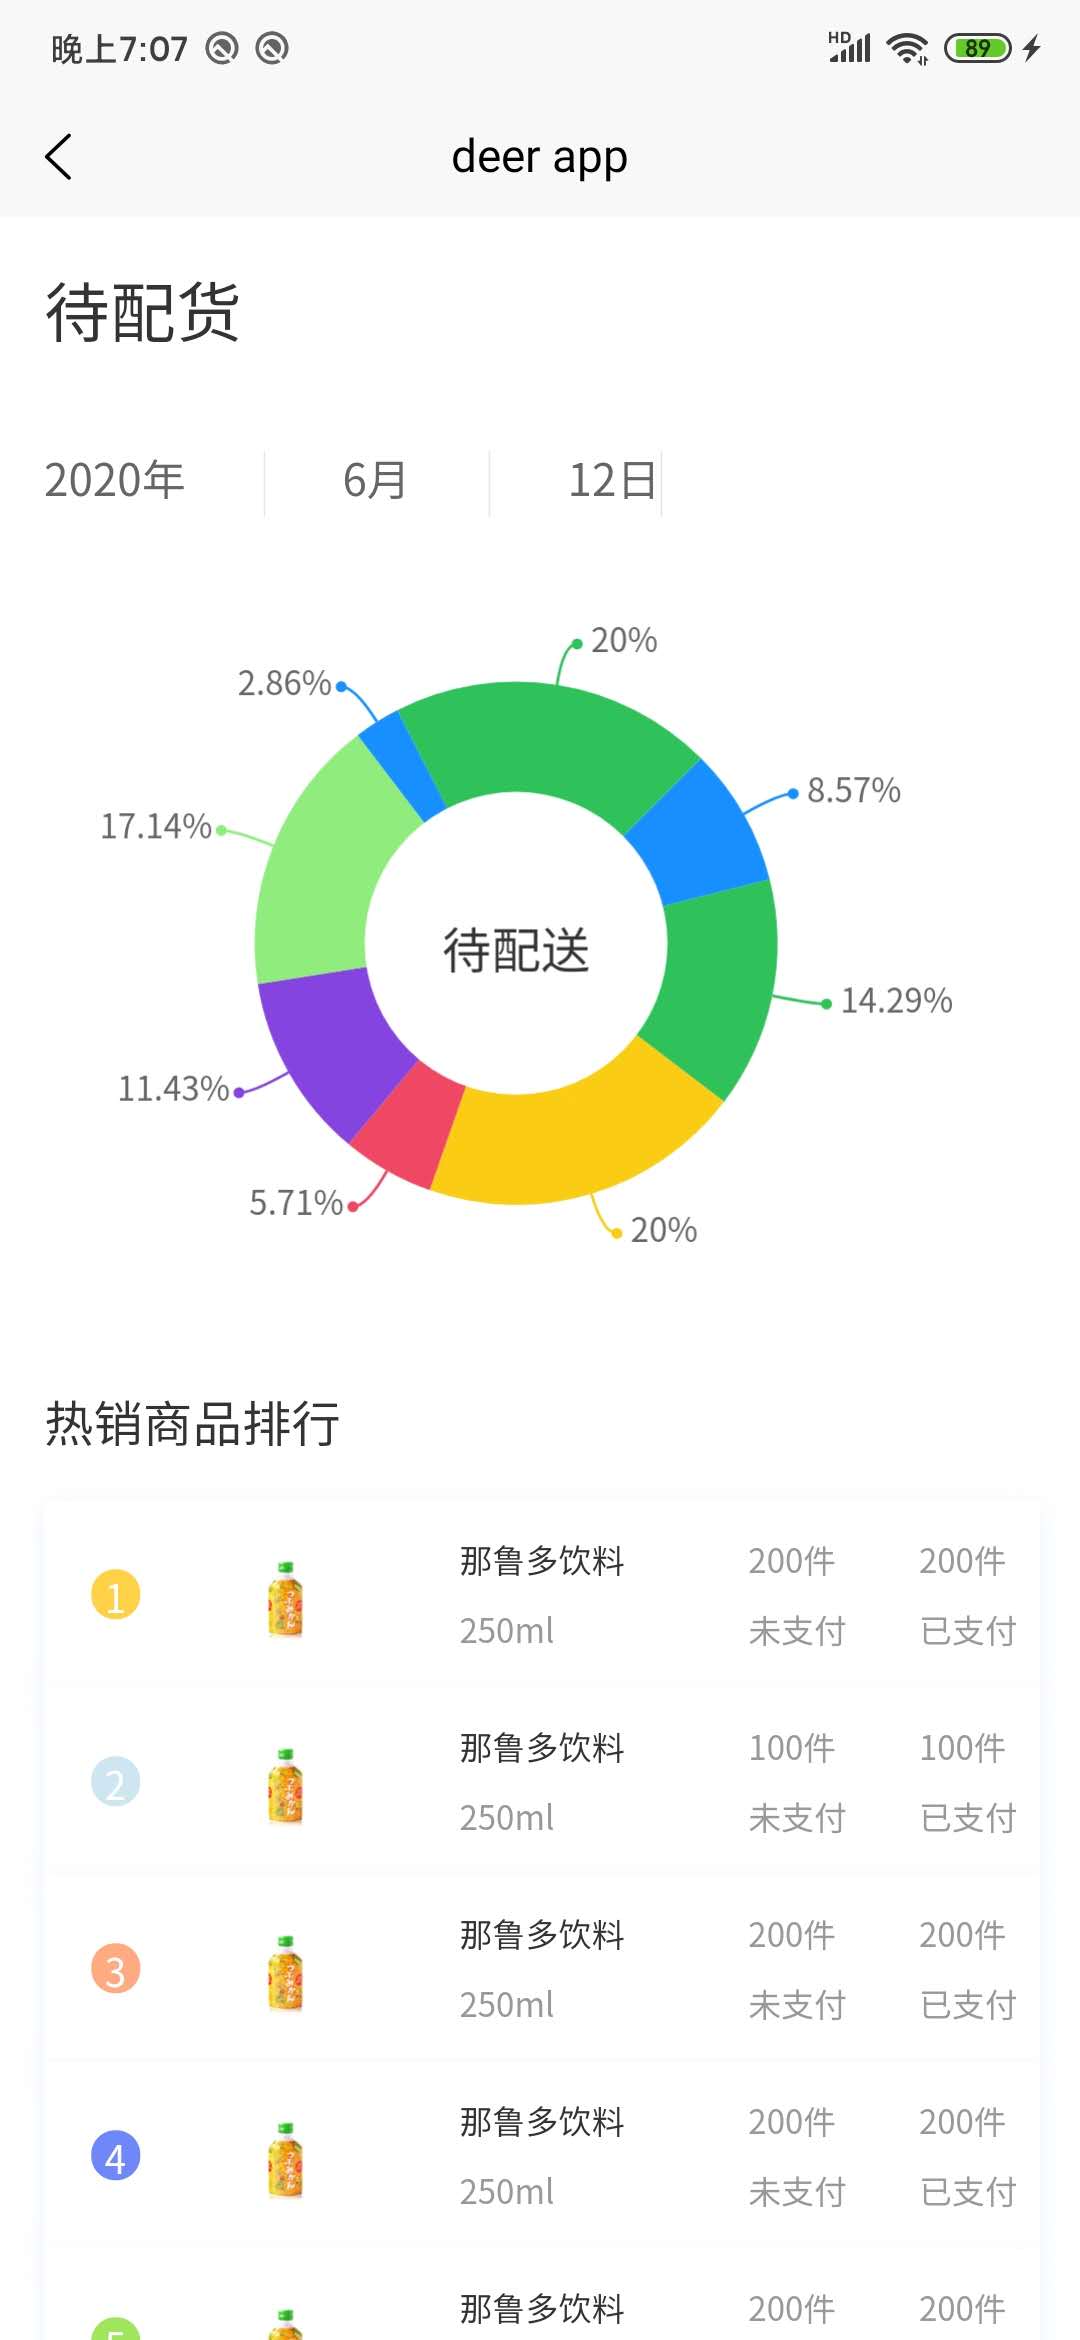 晚上7:07
HD
89
deer app
待配货
2020年 6月 12日
20%
2.86%
8.57%
17.14%
待配送
14.29%
11.43%
5.71%
20%
热销商品排行
1 那鲁多饮料 200件 200件
250ml 未支付 已支付
2 那鲁多饮料 100件 100件
250ml 未支付 已支付
3 那鲁多饮料 200件 200件
250ml 未支付 已支付
4 那鲁多饮料 200件 200件
250ml 未支付 已支付
5 那鲁多饮料 200件 200件